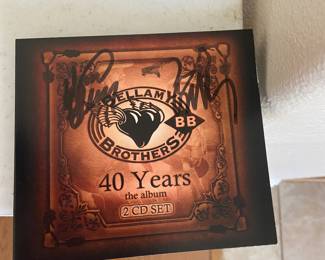 BELLAMY
BB
BROTHERS
40 Years
the album
2 CD SET